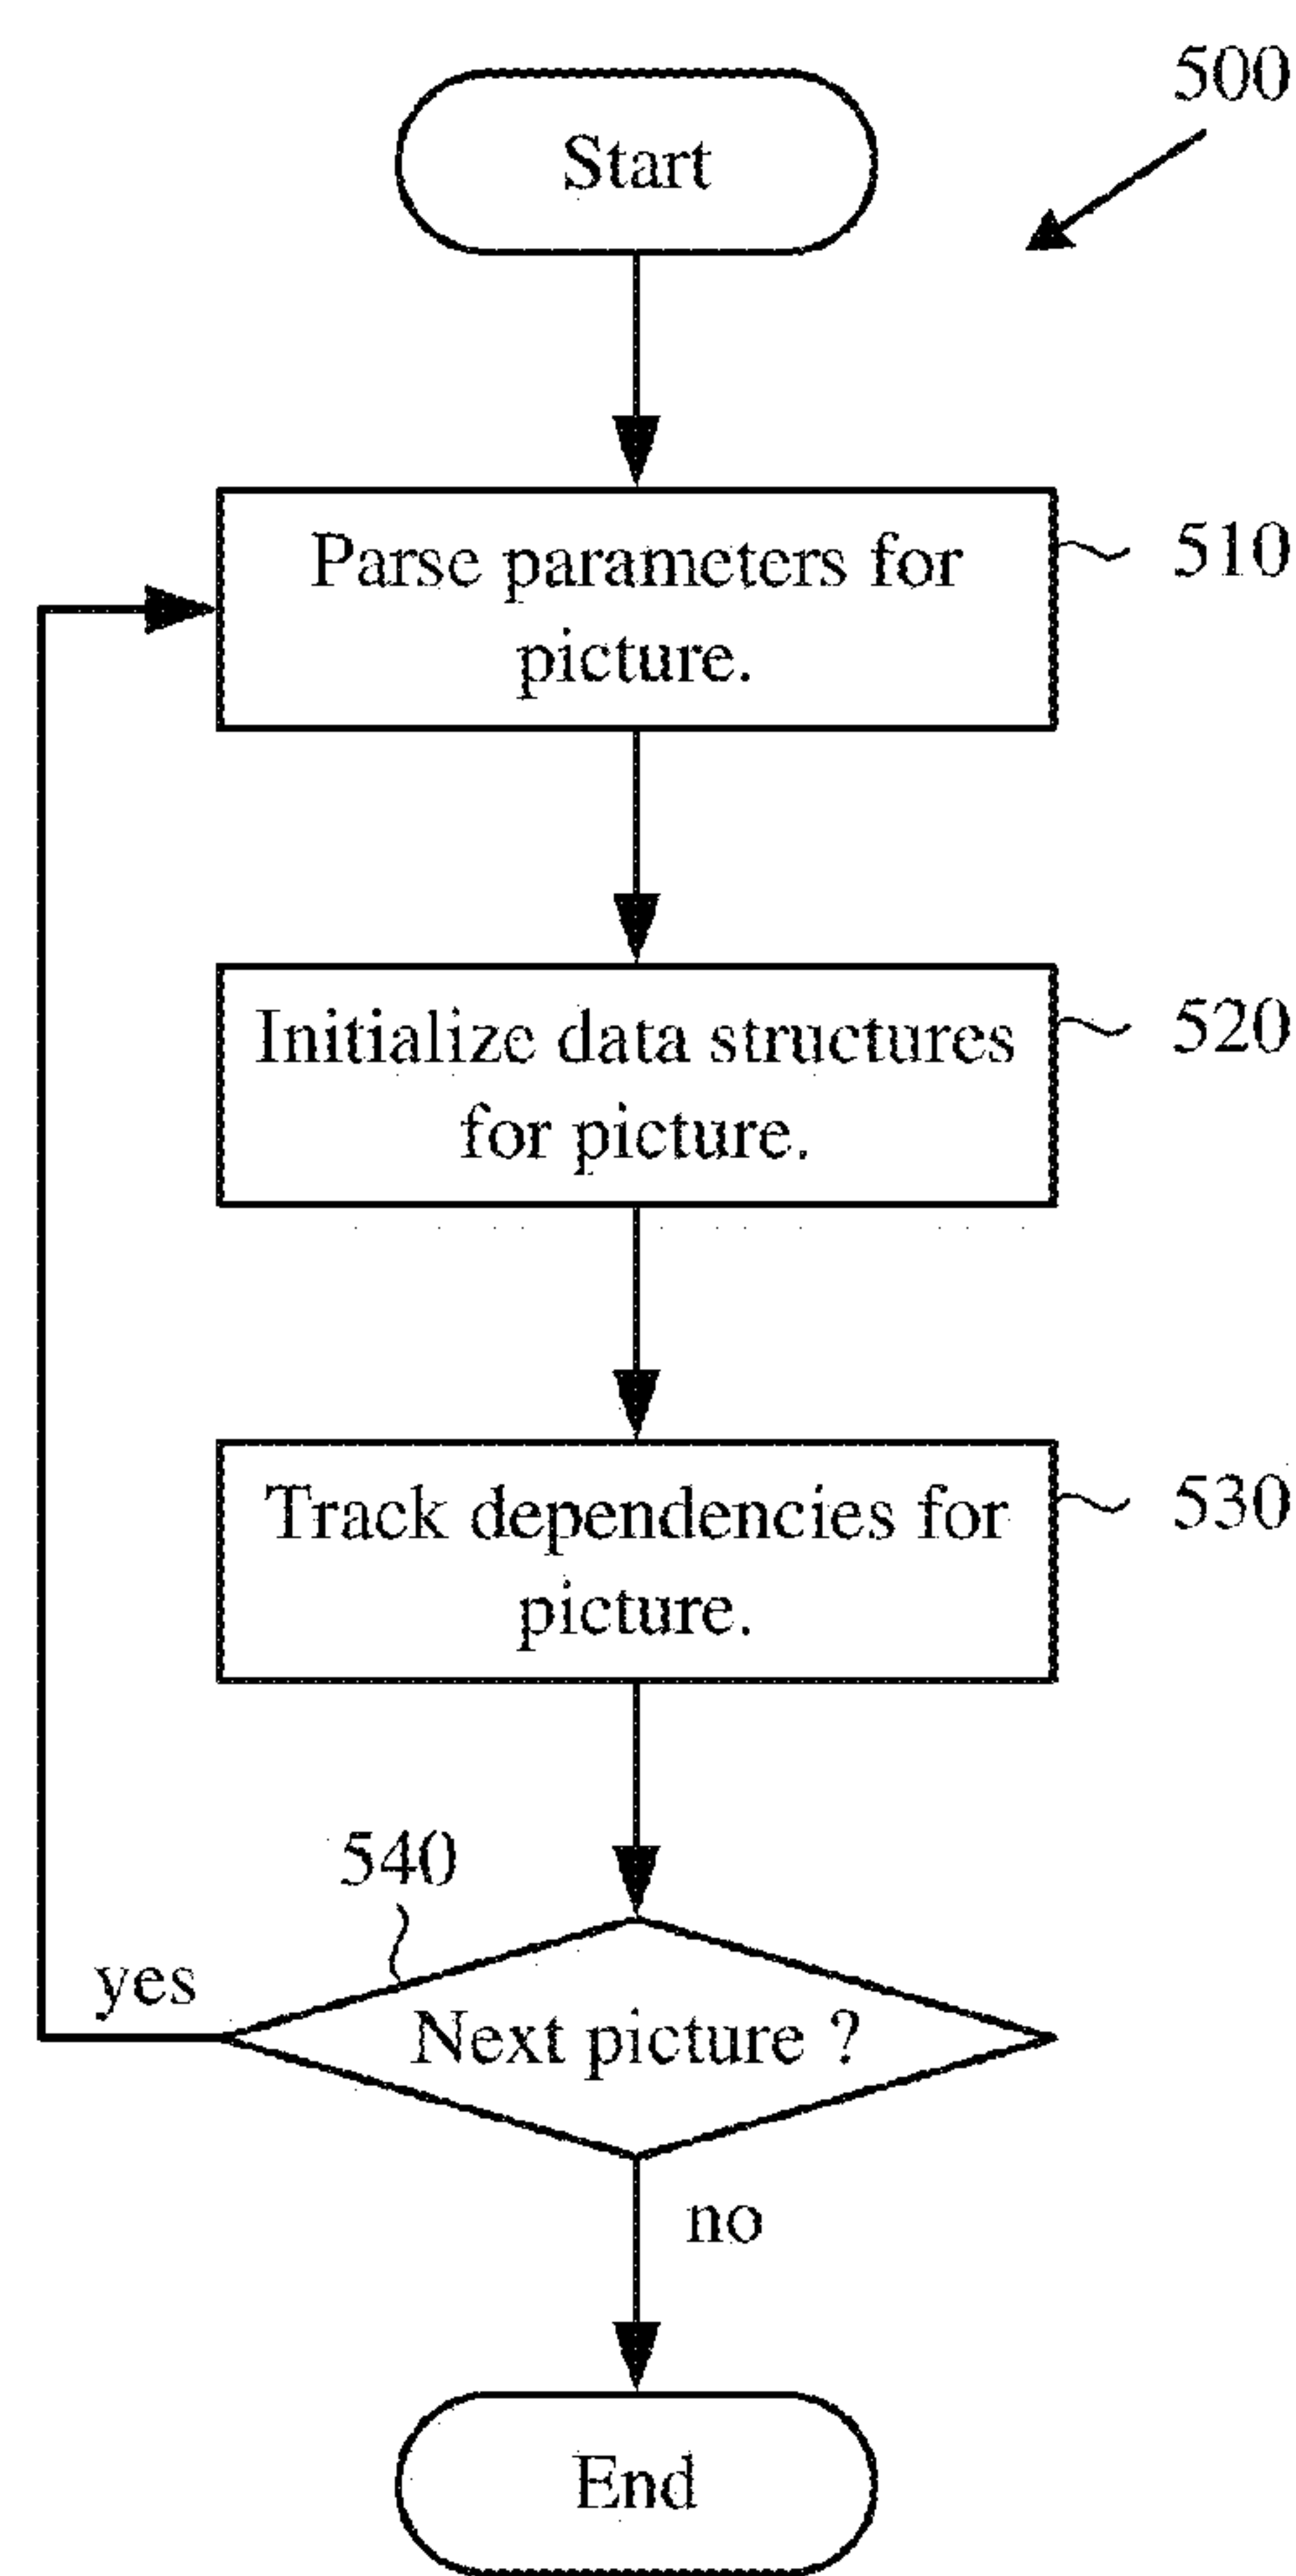 500
Start
Parse parameters for
picture.
510
Initialize data structures
for picture.
520
Track dependencies for
picture.
530
540
yes
Next picture ?
no
End